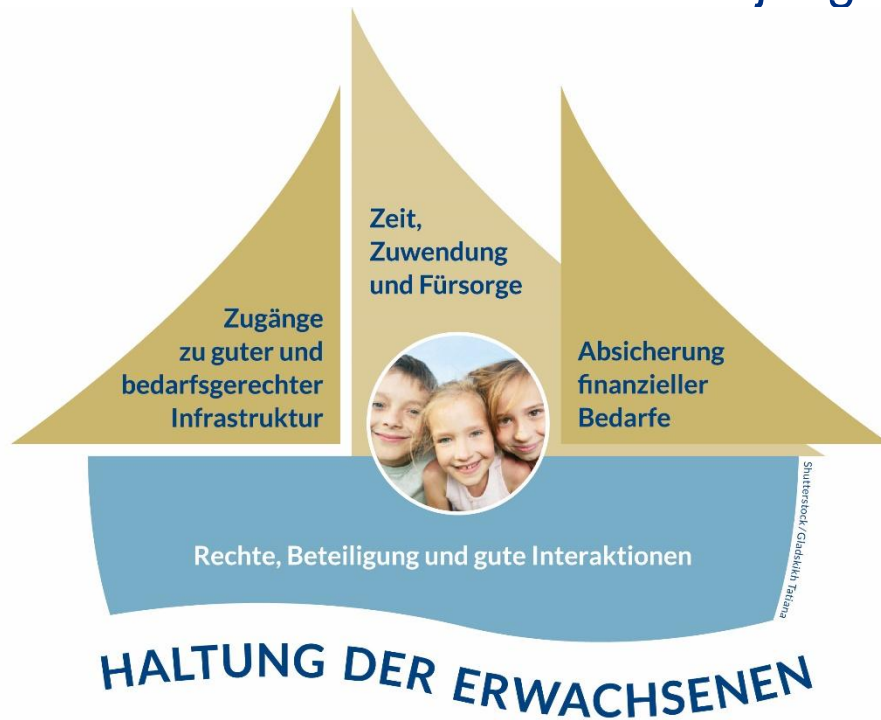 Zeit,
Zuwendung
und Fürsorge
Zugänge
zu guter und
bedarfsgerechter
Infrastruktur
Absicherung
finanzieller
Bedarfe
Rechte, Beteiligung und gute Interaktionen
Shutterstock/Gladskikh Tatiana
HALTUNG DER ERWACHSENEN